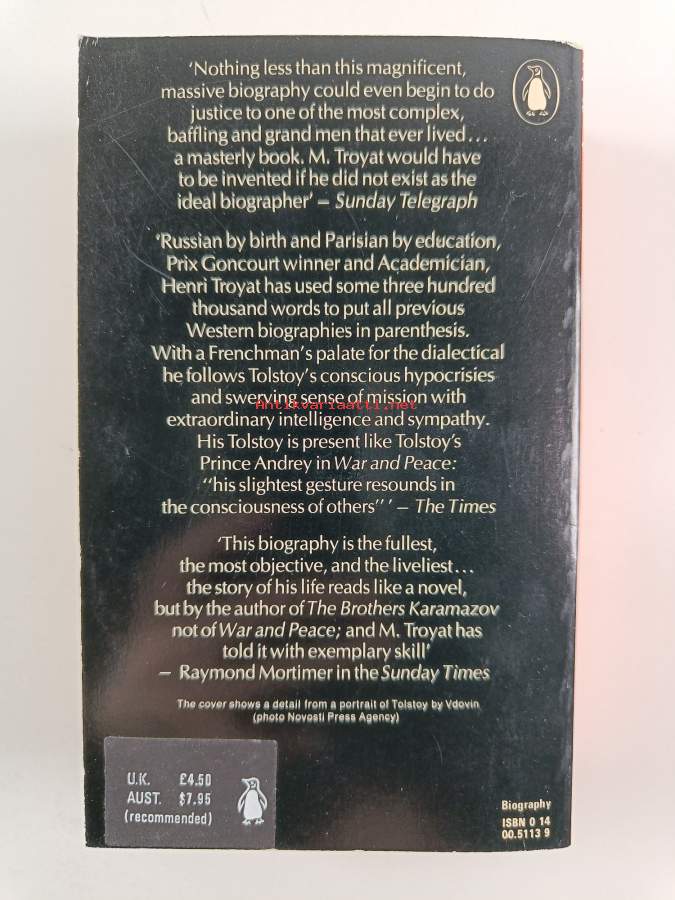 'Nothing less than this magnificent,
massive biography could even begin to do
justice to one of the most complex,
baffling and grand men that ever lived...
a masterly book. M. Troyat would have
to be invented if he did not exist as the
ideal biographer' – Sunday Telegraph
'Russian by birth and Parisian by education,
Prix Goncourt winner and Academician,
Henri Troyat has used some three hundred
thousand words to put all previous
Western biographies in parenthesis.
With a Frenchman's palate for the dialectical
he follows Tolstoy's conscious hypocrisies
and swerving sense of mission with
Antikvariaatti.net
extraordinary intelligence and sympathy.
His Tolstoy is present like Tolstoy's
Prince Andrey in War and Peace:
"his slightest gesture resounds in
the consciousness of others"' – The Times
'This biography is the fullest,
the most objective, and the liveliest...
the story of his life reads like a novel,
but by the author of The Brothers Karamazov
not of War and Peace; and M. Troyat has
told it with exemplary skill'
– Raymond Mortimer in the Sunday Times
The cover shows a detail from a portrait of Tolstoy by Vdovin
(photo Novosti Press Agency)
U.K. £4.50
AUST. $7.95
(recommended)
Biography
ISBN 0 14
00.5113 9